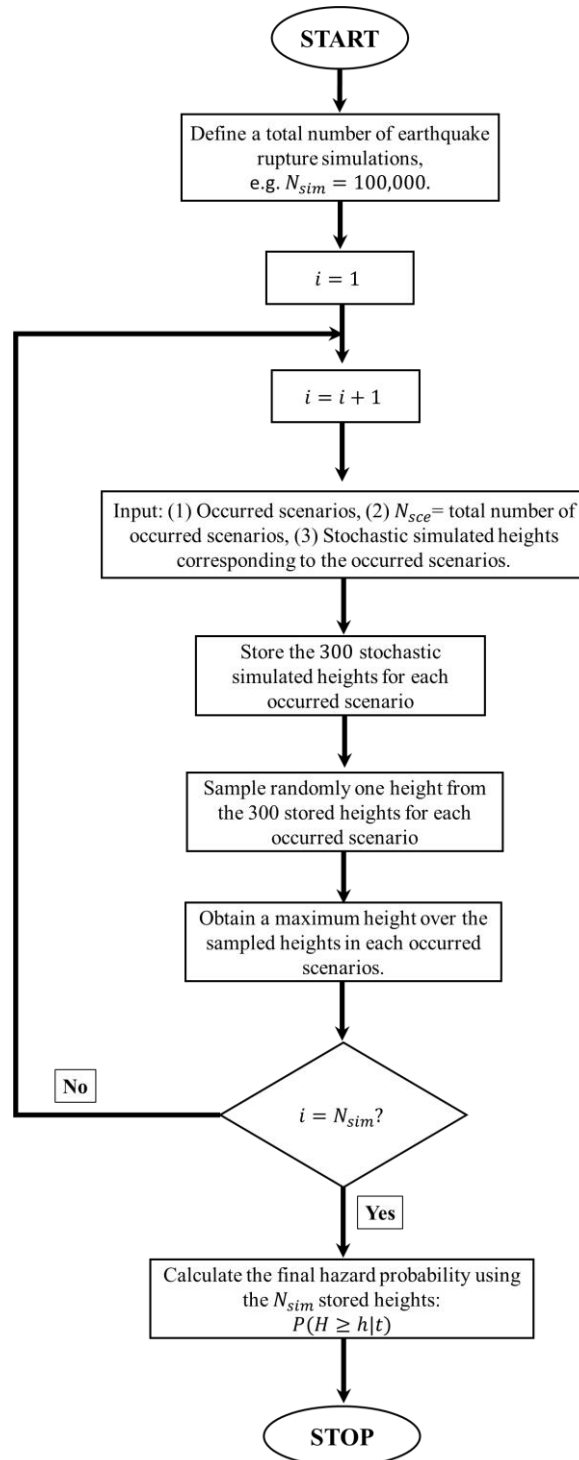 START
Define a total number of earthquake
rupture simulations,
e.g. 𝑁𝑠𝑖𝑚 = 100,000.
𝑖 = 1
𝑖 = 𝑖 + 1
Input: (1) Occurred scenarios, (2) 𝑁𝑠𝑐𝑒= total number of
occurred scenarios, (3) Stochastic simulated heights
corresponding to the occurred scenarios.
Store the 300 stochastic
simulated heights for each
occurred scenario
Sample randomly one height from
the 300 stored heights for each
occurred scenario
Obtain a maximum height over the
sampled heights in each occurred
scenarios.
No
𝑖 = 𝑁𝑠𝑖𝑚?
Yes
Calculate the final hazard probability using
the 𝑁𝑠𝑖𝑚 stored heights:
𝑃(𝐻 ≥ ℎ|𝑡)
STOP